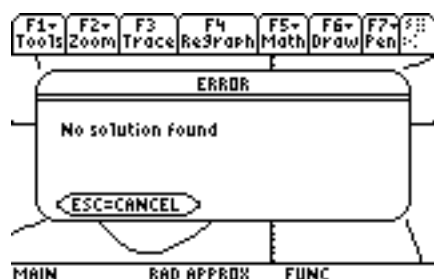 F1▾ F2▾ F3 F4 F5▾ F6▾ F7▾
Tools Zoom Trace ReGraph Math Draw Pen
ERROR
No solution found
ESC=CANCEL
MAIN RAD APPROX FUNC